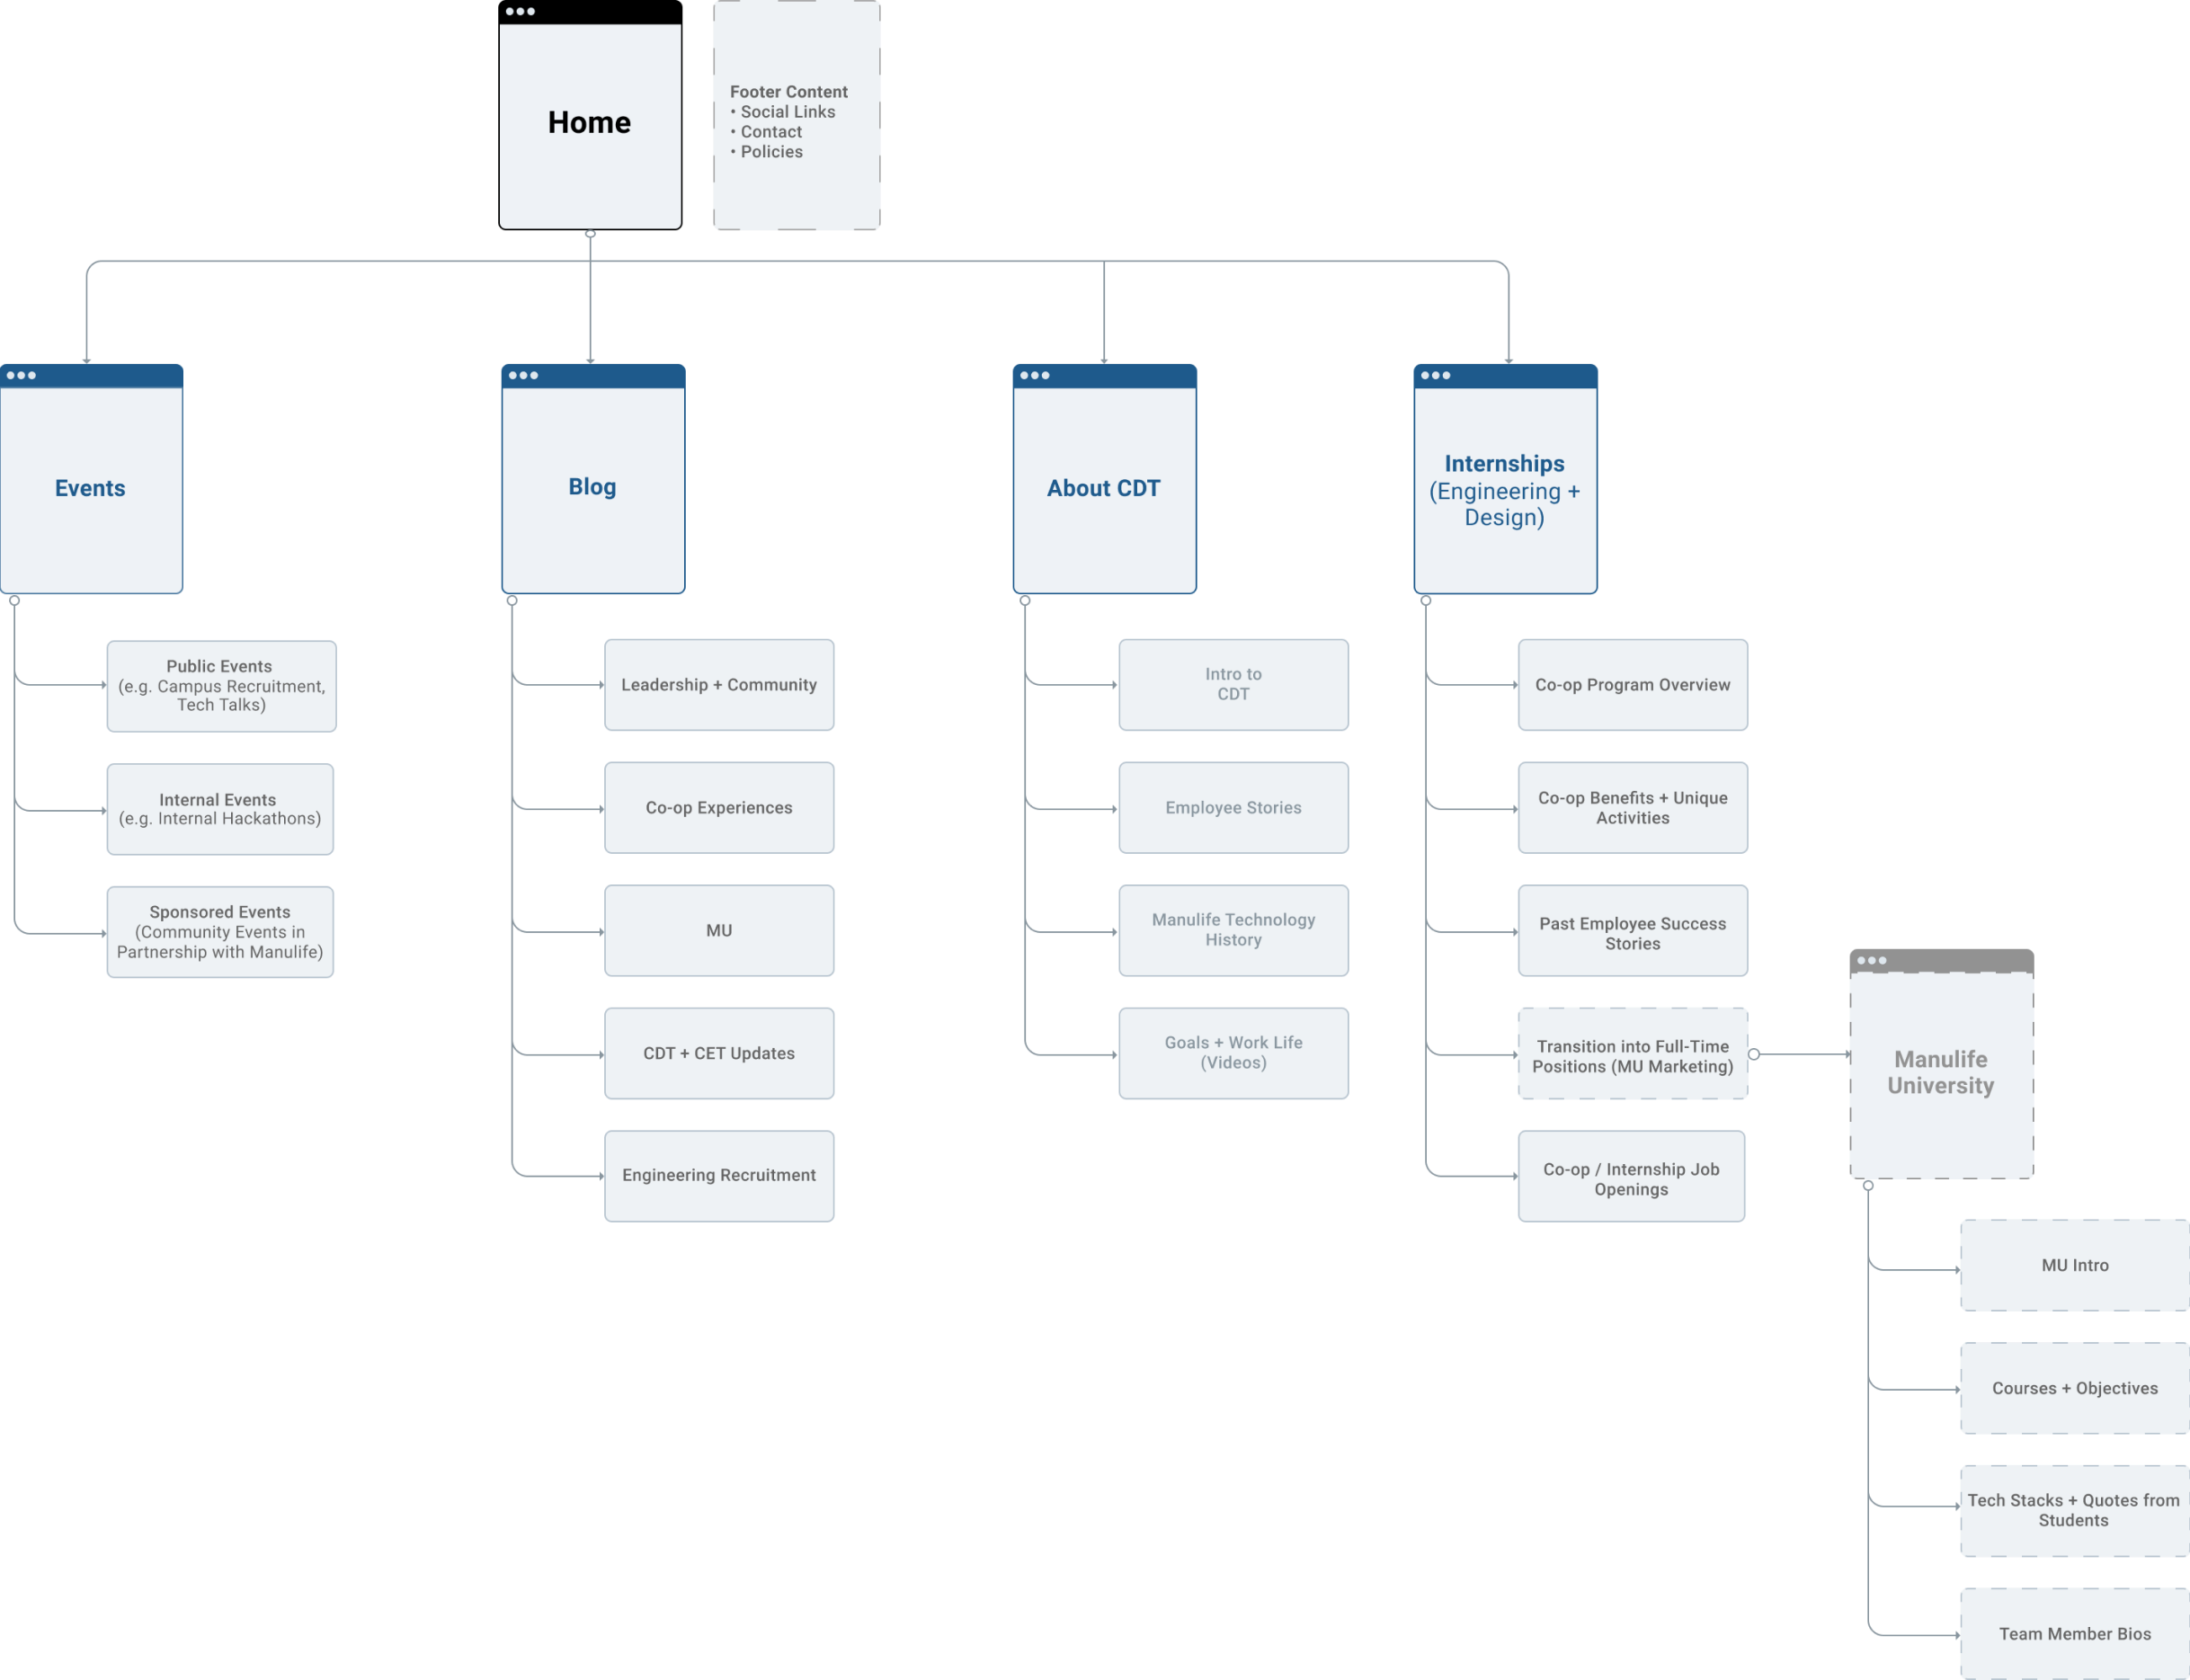 Home
Footer Content
• Social Links
• Contact
• Policies
Events
Blog
About CDT
Internships
(Engineering +
Design)
Public Events
(e.g. Campus Recruitment,
Tech Talks)
Internal Events
(e.g. Internal Hackathons)
Sponsored Events
(Community Events in
Partnership with Manulife)
Leadership + Community
Co-op Experiences
MU
CDT + CET Updates
Engineering Recruitment
Intro to
CDT
Employee Stories
Manulife Technology
History
Goals + Work Life
(Videos)
Co-op Program Overview
Co-op Benefits + Unique
Activities
Past Employee Success
Stories
Transition into Full-Time
Positions (MU Marketing)
Co-op / Internship Job
Openings
Manulife
University
MU Intro
Courses + Objectives
Tech Stacks + Quotes from
Students
Team Member Bios